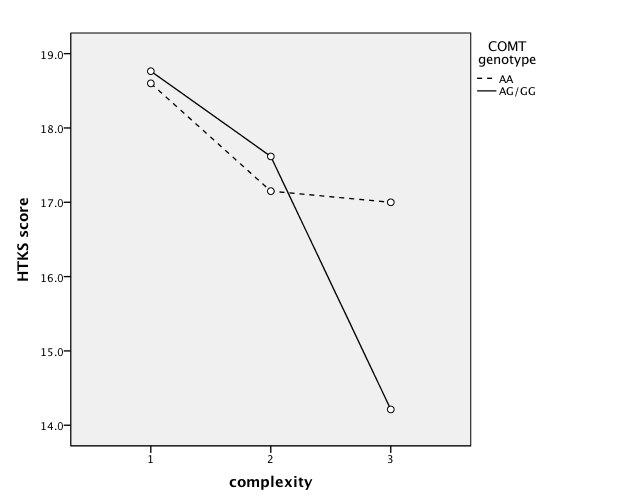 COMT
genotype
AA
AG/GG
19.0
18.0
17.0
16.0
15.0
14.0
HTKS score
1 2 3
complexity